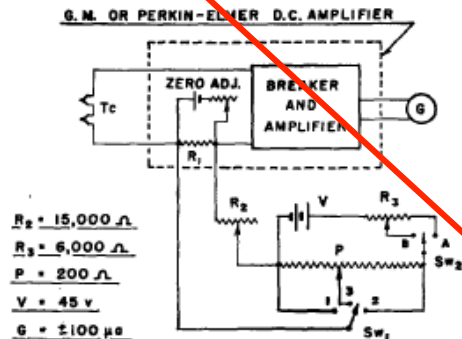 G.M. OR PERKIN-ELMER D.C. AMPLIFIER
ZERO ADJ.
BREAKER
AND
AMPLIFIER
Tc
G
R1
R2
V
R3
B
A
Sw2
P
3
1
2
Sw1
R2 = 15,000 Ω
R3 = 6,000 Ω
P = 200 Ω
V = 45 v
G = ±100 µa